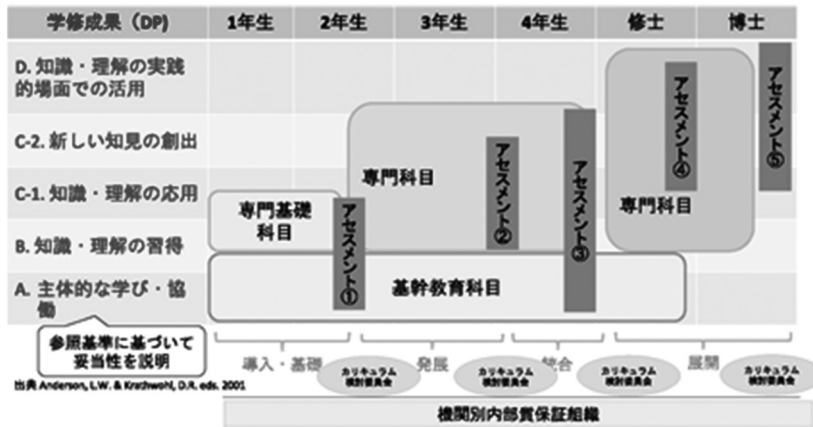 学修成果（DP) 1年生 2年生 3年生 4年生 修士 博士
D. 知識・理解の実践
的場面での活用
C-2. 新しい知見の創出
C-1. 知識・理解の応用
B. 知識・理解の習得
A. 主体的な学び・協
働
専門基礎
科目
専門科目
専門科目
基幹教育科目
アセスメント①
アセスメント②
アセスメント③
アセスメント④
アセスメント⑤
参照基準に基づいて
妥当性を説明
導入・基礎
発展
統合
展開
カリキュラム
検討委員会
カリキュラム
検討委員会
カリキュラム
検討委員会
カリキュラム
検討委員会
出典 Anderson, L.W. & Krathwohl, D.R. eds. 2001
機関別内部質保証組織